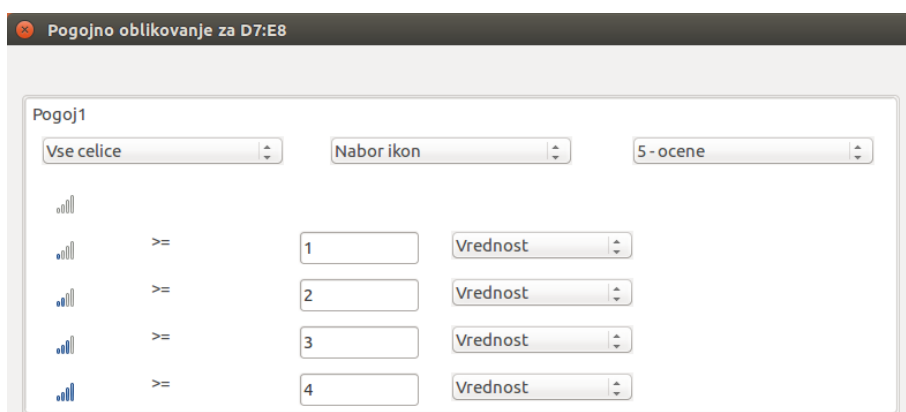 Pogojno oblikovanje za D7:E8
Pogoj1
Vse celice Nabor ikon 5 - ocene
>= 1 Vrednost
>= 2 Vrednost
>= 3 Vrednost
>= 4 Vrednost